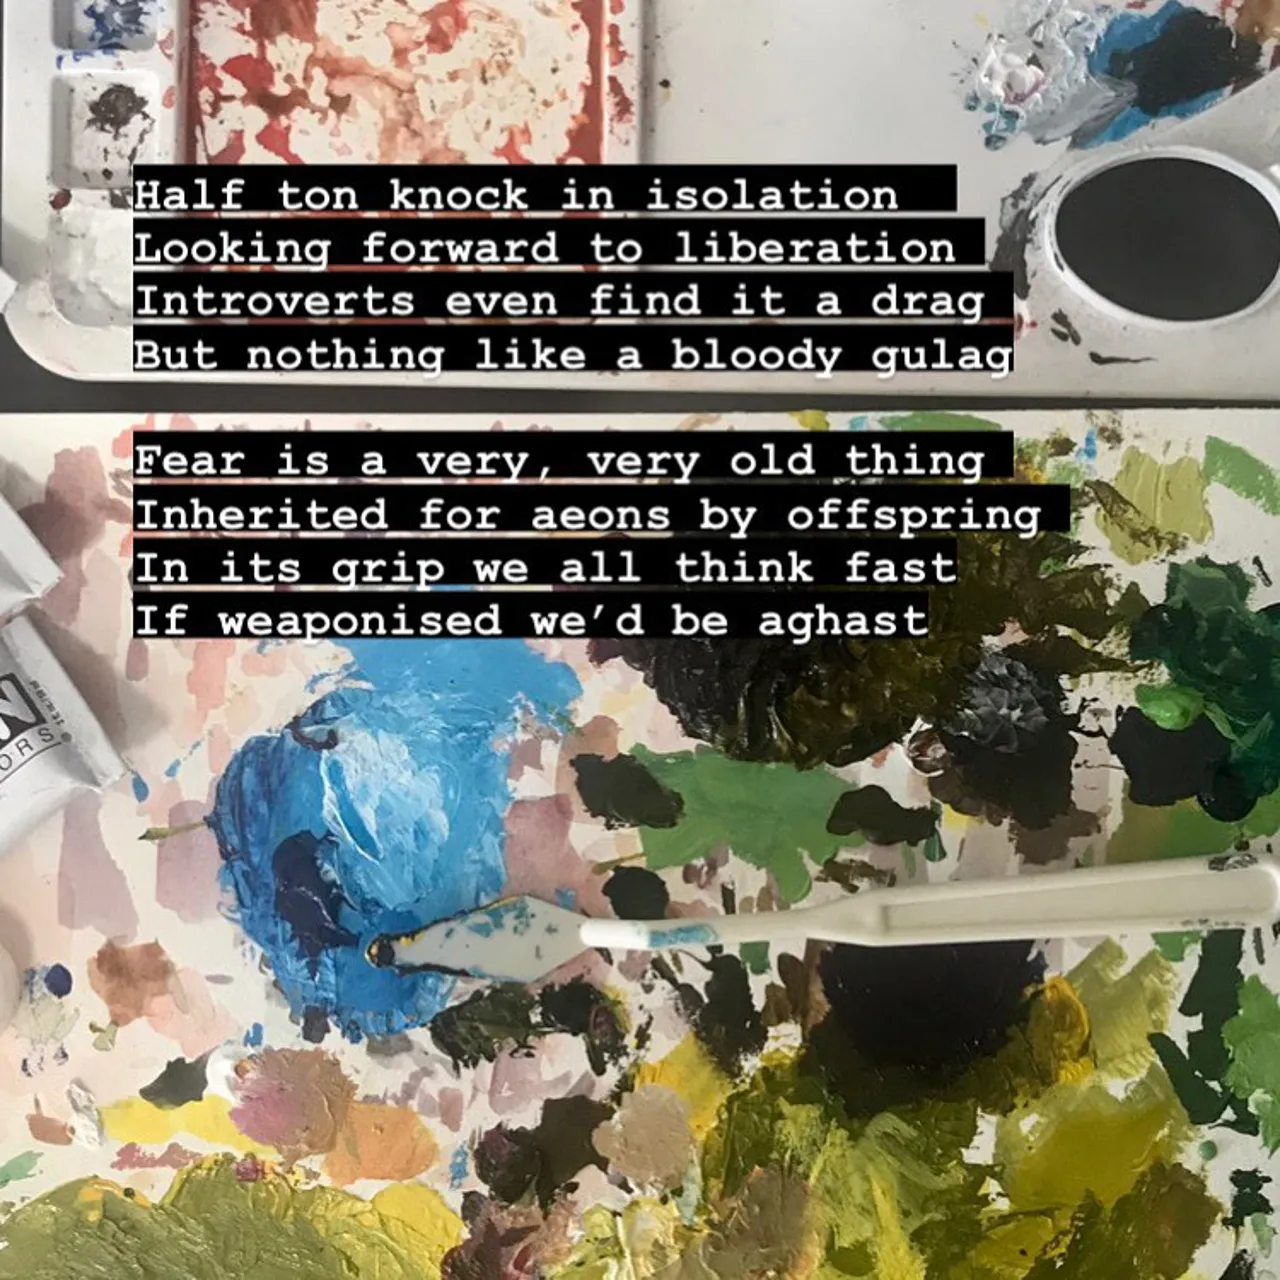 Half ton knock in isolation
Looking forward to liberation
Introverts even find it a drag
But nothing like a bloody gulag
Fear is a very, very old thing
Inherited for aeons by offspring
In its grip we all think fast
If weaponised we’d be aghast
N
ORS